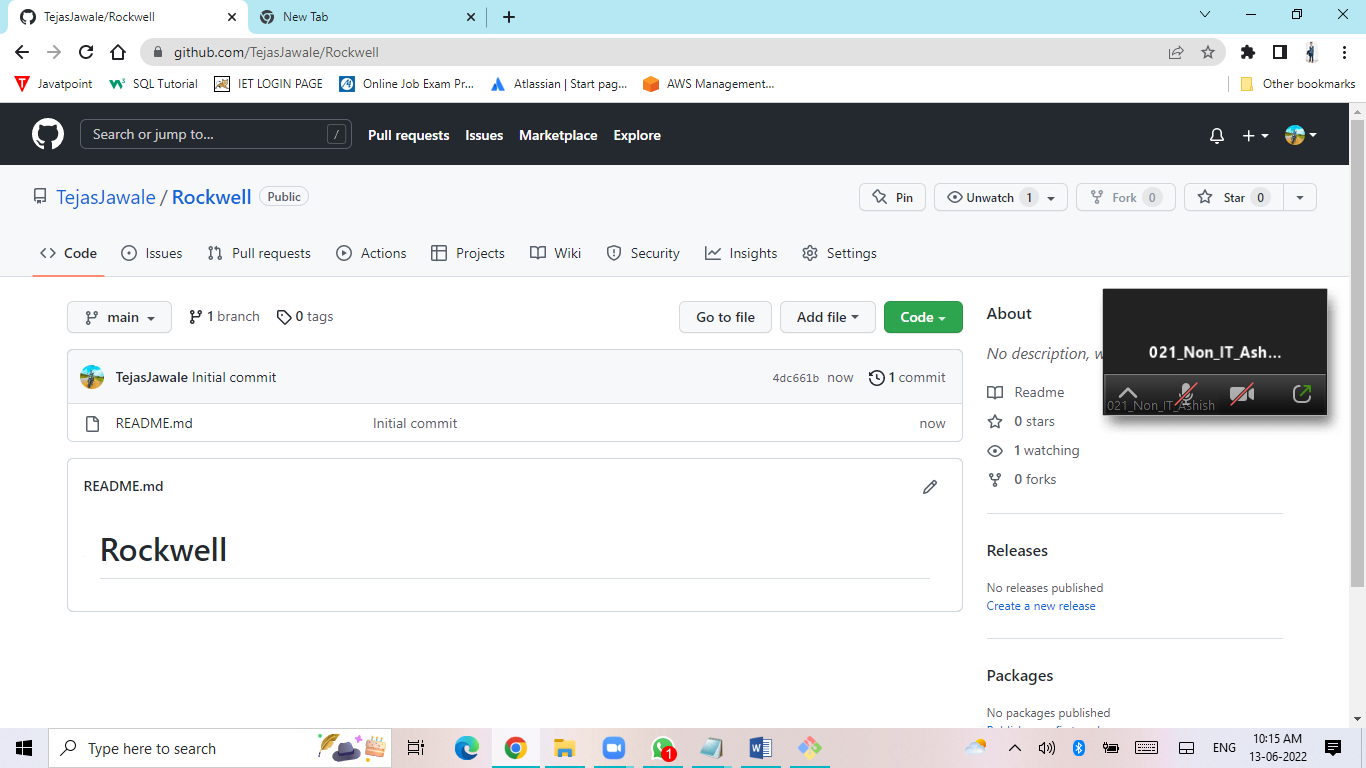 TejasJawale/Rockwell
New Tab
github.com/TejasJawale/Rockwell
Javatpoint
SQL Tutorial
IET LOGIN PAGE
Online Job Exam Pr...
Atlassian | Start pag...
AWS Management...
Other bookmarks
Search or jump to...
/
Pull requests
Issues
Marketplace
Explore
TejasJawale / Rockwell
Public
Pin
Unwatch 1
Fork 0
Star 0
Code
Issues
Pull requests
Actions
Projects
Wiki
Security
Insights
Settings
main
1 branch
0 tags
Go to file
Add file
Code
TejasJawale Initial commit
4dc661b now
1 commit
README.md
Initial commit
now
README.md
Rockwell
About
No description, w
Readme
0 stars
1 watching
0 forks
Releases
No releases published
Create a new release
Packages
No packages published
021_Non_IT_Ash...
021_Non_IT_Ashish
Type here to search
1
ENG
10:15 AM
13-06-2022